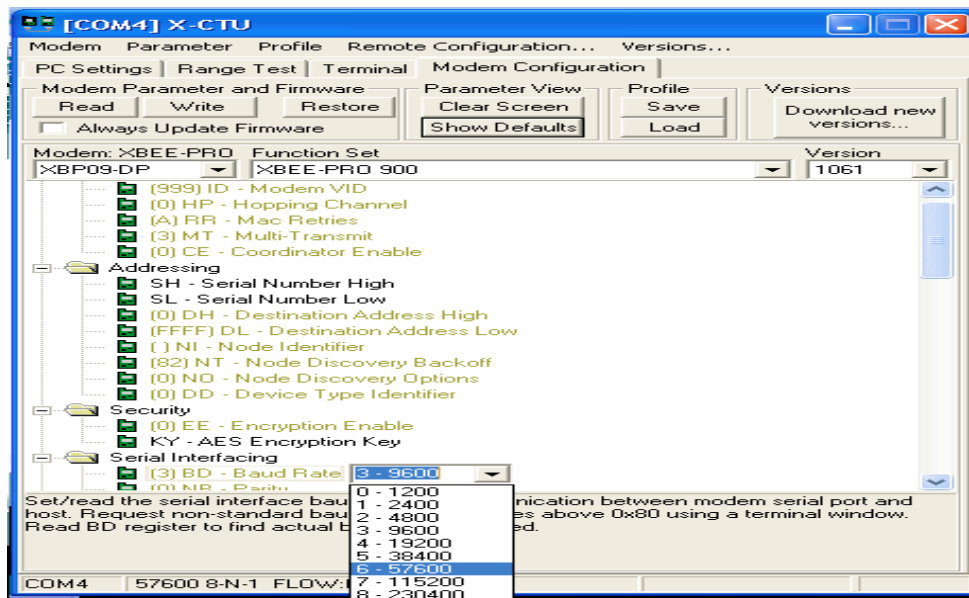 [COM4] X-CTU
Modem Parameter Profile Remote Configuration... Versions...
PC Settings Range Test Terminal Modem Configuration
Modem Parameter and Firmware Parameter View Profile Versions
Read Write Restore Clear Screen Save Download new versions...
Always Update Firmware Show Defaults Load
Modem: XBEE-PRO Function Set Version
XBP09-DP XBEE-PRO 900 1061
(999) ID - Modem VID
(0) HP - Hopping Channel
(A) RR - Mac Retries
(3) MT - Multi-Transmit
(0) CE - Coordinator Enable
Addressing
SH - Serial Number High
SL - Serial Number Low
(0) DH - Destination Address High
(FFFF) DL - Destination Address Low
( ) NI - Node Identifier
(82) NT - Node Discovery Backoff
(0) NO - Node Discovery Options
(0) DD - Device Type Identifier
Security
(0) EE - Encryption Enable
KY - AES Encryption Key
Serial Interfacing
(3) BD - Baud Rate 3 - 9600
(0) NB - Parity
0 - 1200
1 - 2400
2 - 4800
3 - 9600
4 - 19200
5 - 38400
6 - 57600
7 - 115200
8 - 230400
Set/read the serial interface bau nication between modem serial port and
host. Request non-standard bau es above 0x80 using a terminal window.
Read BD register to find actual b ed.
COM4 57600 8-N-1 FLOW: